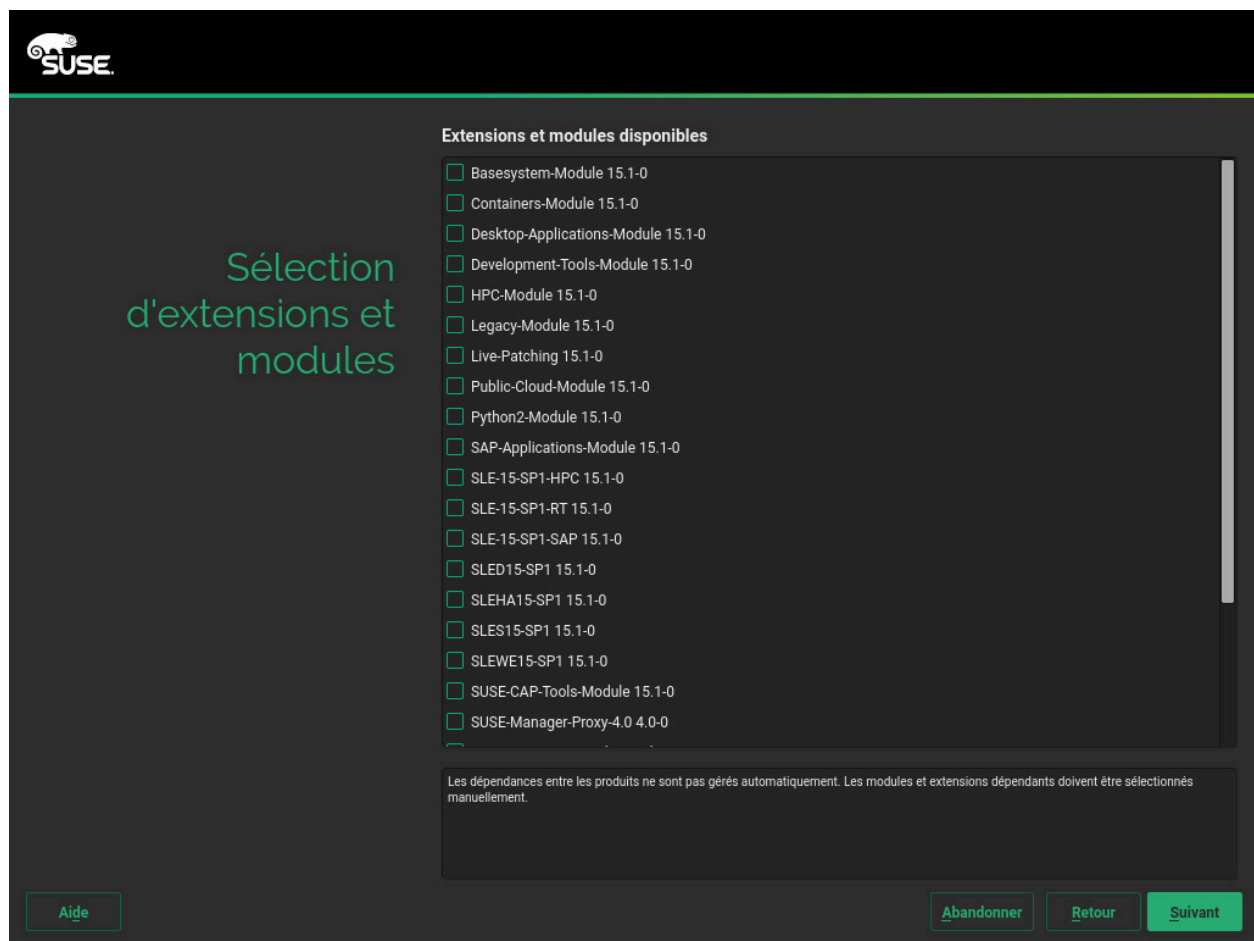 SUSE.
Extensions et modules disponibles
Basesystem-Module 15.1-0
Containers-Module 15.1-0
Desktop-Applications-Module 15.1-0
Development-Tools-Module 15.1-0
HPC-Module 15.1-0
Legacy-Module 15.1-0
Live-Patching 15.1-0
Public-Cloud-Module 15.1-0
Python2-Module 15.1-0
SAP-Applications-Module 15.1-0
SLE-15-SP1-HPC 15.1-0
SLE-15-SP1-RT 15.1-0
SLE-15-SP1-SAP 15.1-0
SLED15-SP1 15.1-0
SLEHA15-SP1 15.1-0
SLES15-SP1 15.1-0
SLEWE15-SP1 15.1-0
SUSE-CAP-Tools-Module 15.1-0
SUSE-Manager-Proxy-4.0 4.0-0
Sélection
d'extensions et
modules
Les dépendances entre les produits ne sont pas gérés automatiquement. Les modules et extensions dépendants doivent être sélectionnés
manuellement.
Aide
Abandonner
Retour
Suivant